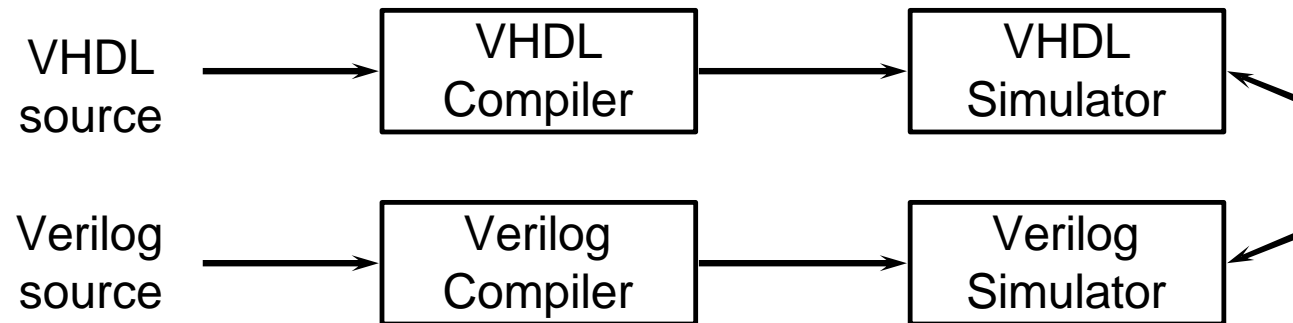 VHDL
source
VHDL
Compiler
VHDL
Simulator
Verilog
source
Verilog
Compiler
Verilog
Simulator